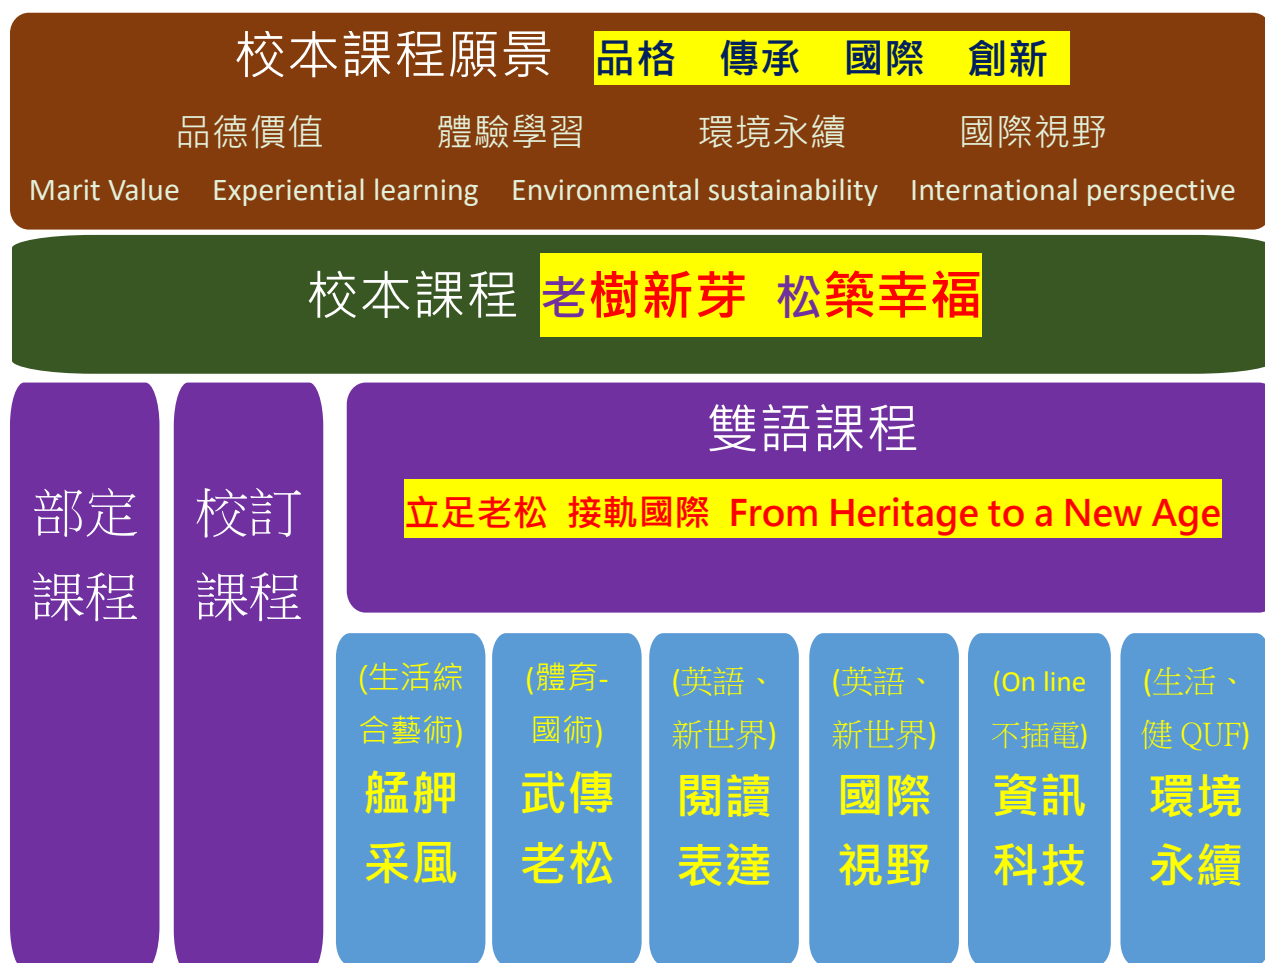 校本課程願景 品格 傳承 國際 創新
品德價值 體驗學習 環境永續 國際視野
Marit Value Experiential learning Environmental sustainability International perspective
校本課程 老樹新芽 松築幸福
部定
課程
校訂
課程
雙語課程
立足老松 接軌國際 From Heritage to a New Age
(生活綜
合藝術)
艋舺
采風
(體育-
國術)
武傳
老松
(英語、
新世界)
閱讀
表達
(英語、
新世界)
國際
視野
(On line
不插電)
資訊
科技
(生活、
健 QUF)
環境
永續